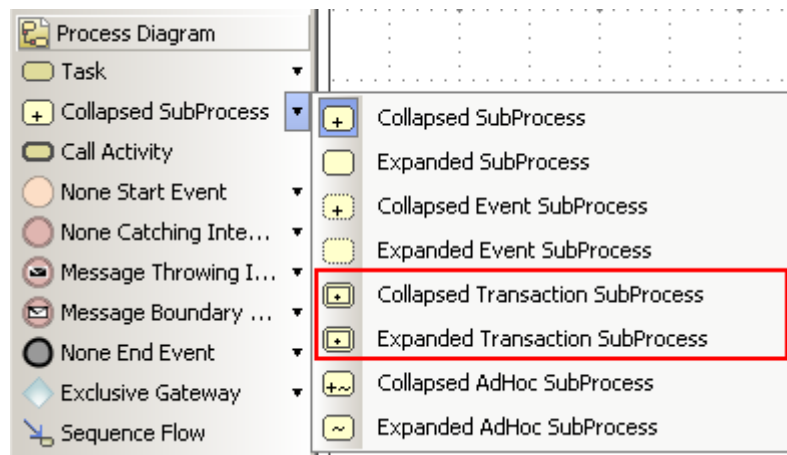 Process Diagram
Task
Collapsed SubProcess
Call Activity
None Start Event
None Catching Inte...
Message Throwing I...
Message Boundary ...
None End Event
Exclusive Gateway
Sequence Flow
Collapsed SubProcess
Expanded SubProcess
Collapsed Event SubProcess
Expanded Event SubProcess
Collapsed Transaction SubProcess
Expanded Transaction SubProcess
Collapsed AdHoc SubProcess
Expanded AdHoc SubProcess